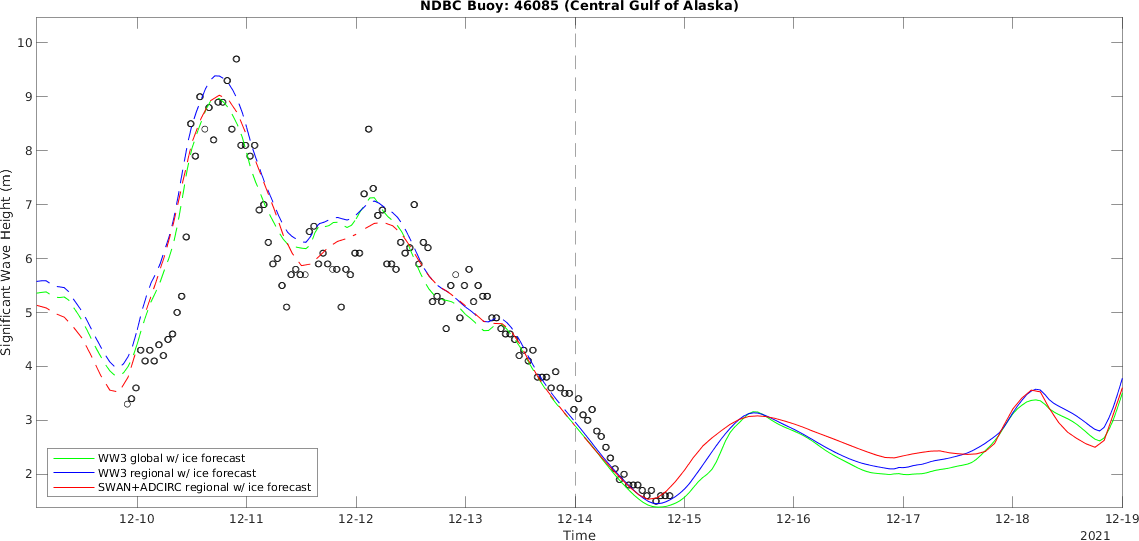 NDBC Buoy: 46085 (Central Gulf of Alaska)
Significant Wave Height (m)
10
9
8
7
6
5
4
3
2
WW3 global w/ ice forecast
WW3 regional w/ ice forecast
SWAN+ADCIRC regional w/ ice forecast
12-10 12-11 12-12 12-13 12-14 12-15 12-16 12-17 12-18 12-19
Time
2021